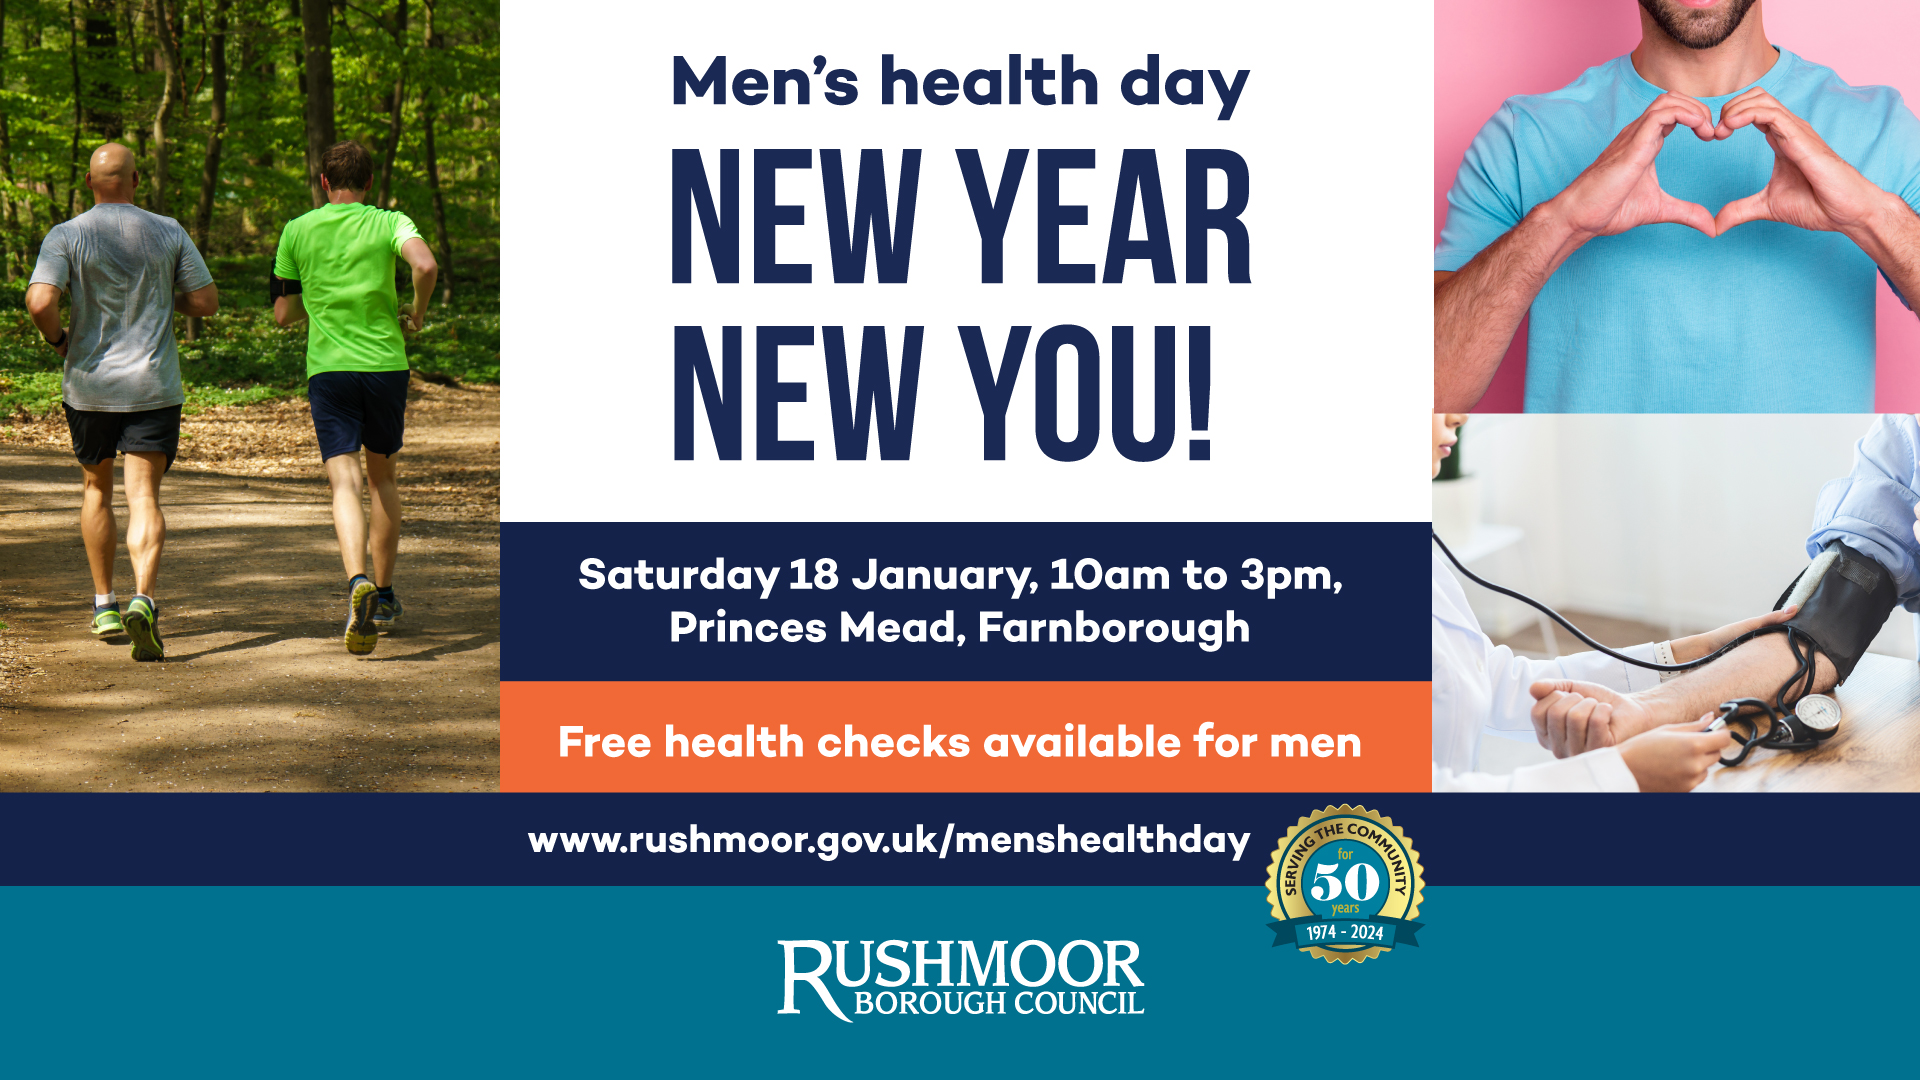 Men’s health day
NEW YEAR
NEW YOU!
Saturday 18 January, 10am to 3pm,
Princes Mead, Farnborough
Free health checks available for men
www.rushmoor.gov.uk/menshealthday
SERVING THE COMMUNITY
for
50
years
1974 - 2024
RUSHMOOR
BOROUGH COUNCIL